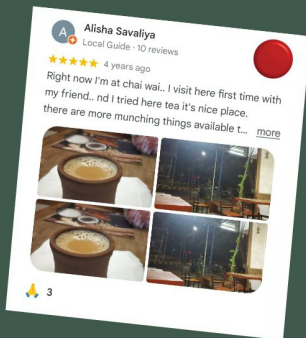 A
Alisha Savaliya
Local Guide · 10 reviews
4 years ago
Right now I'm at chai wai.. I visit here first time with
my friend.. nd I tried here tea it's nice place.
there are more munching things available t... more
3